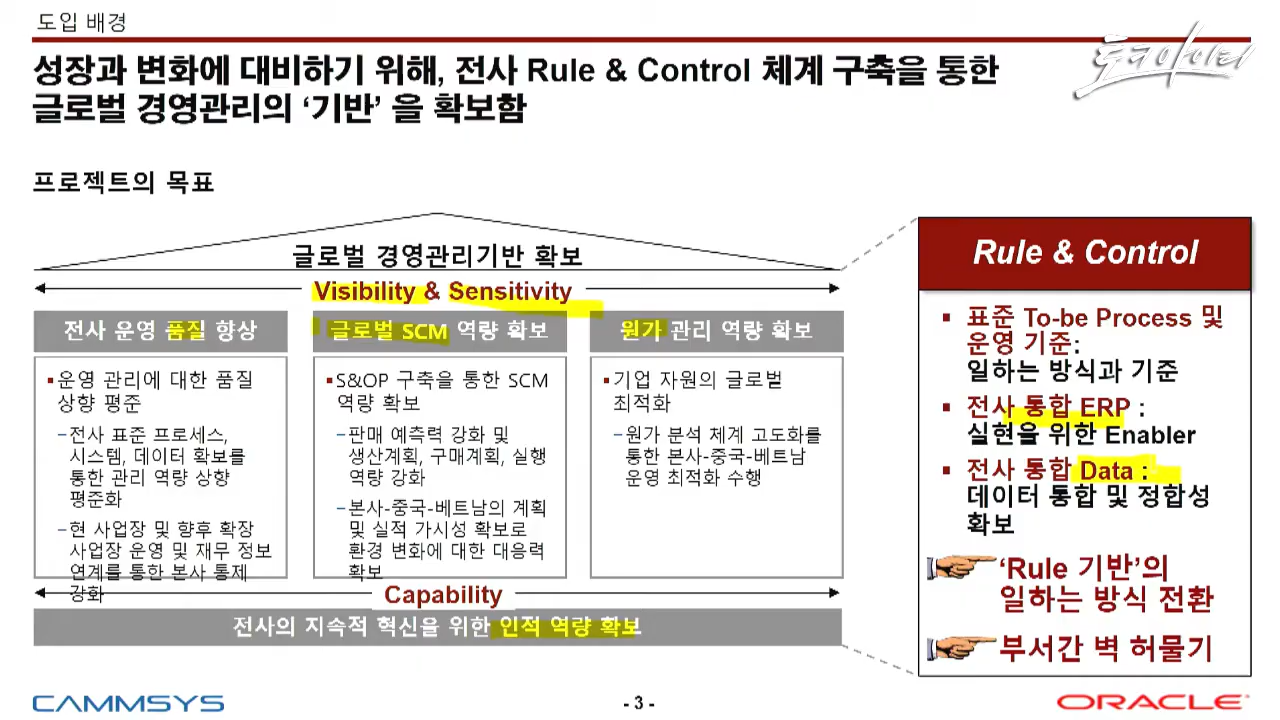 도입 배경
토크아이티
성장과 변화에 대비하기 위해, 전사 Rule & Control 체계 구축을 통한
글로벌 경영관리의 ‘기반’ 을 확보함
프로젝트의 목표
글로벌 경영관리기반 확보
Visibility & Sensitivity
전사 운영 품질 향상
▪운영 관리에 대한 품질
상향 평준
–전사 표준 프로세스,
시스템, 데이터 확보를
통한 관리 역량 상향
평준화
–현 사업장 및 향후 확장
사업장 운영 및 재무 정보
연계를 통한 본사 통제
강화
글로벌 SCM 역량 확보
▪S&OP 구축을 통한 SCM
역량 확보
–판매 예측력 강화 및
생산계획, 구매계획, 실행
역량 강화
–본사-중국-베트남의 계획
및 실적 가시성 확보로
환경 변화에 대한 대응력
확보
원가 관리 역량 확보
▪기업 자원의 글로벌
최적화
–원가 분석 체계 고도화를
통한 본사-중국-베트남
운영 최적화 수행
Capability
전사의 지속적 혁신을 위한 인적 역량 확보
Rule & Control
▪ 표준 To-be Process 및
운영 기준:
일하는 방식과 기준
▪ 전사 통합 ERP :
실현을 위한 Enabler
▪ 전사 통합 Data :
데이터 통합 및 정합성
확보
‘Rule 기반’의
일하는 방식 전환
부서간 벽 허물기
CAMMSYS
- 3 -
ORACLE